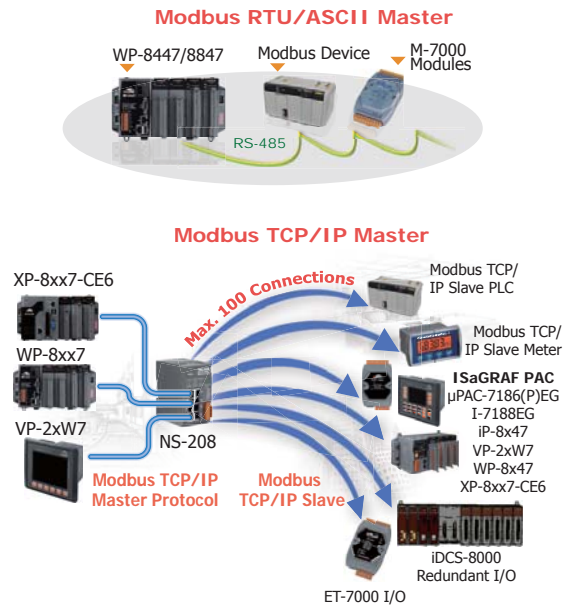 Modbus RTU/ASCII Master
WP-8447/8847
Modbus Device
M-7000
Modules
RS-485
Modbus TCP/IP Master
XP-8xx7-CE6
WP-8xx7
VP-2xW7
NS-208
Max. 100 Connections
Modbus TCP/IP
Master Protocol
Modbus
TCP/IP Slave
Modbus TCP/
IP Slave PLC
Modbus TCP/
IP Slave Meter
ISaGRAF PAC
µPAC-7186(P)EG
I-7188EG
iP-8x47
VP-2xW7
WP-8x47
XP-8xx7-CE6
iDCS-8000
Redundant I/O
ET-7000 I/O